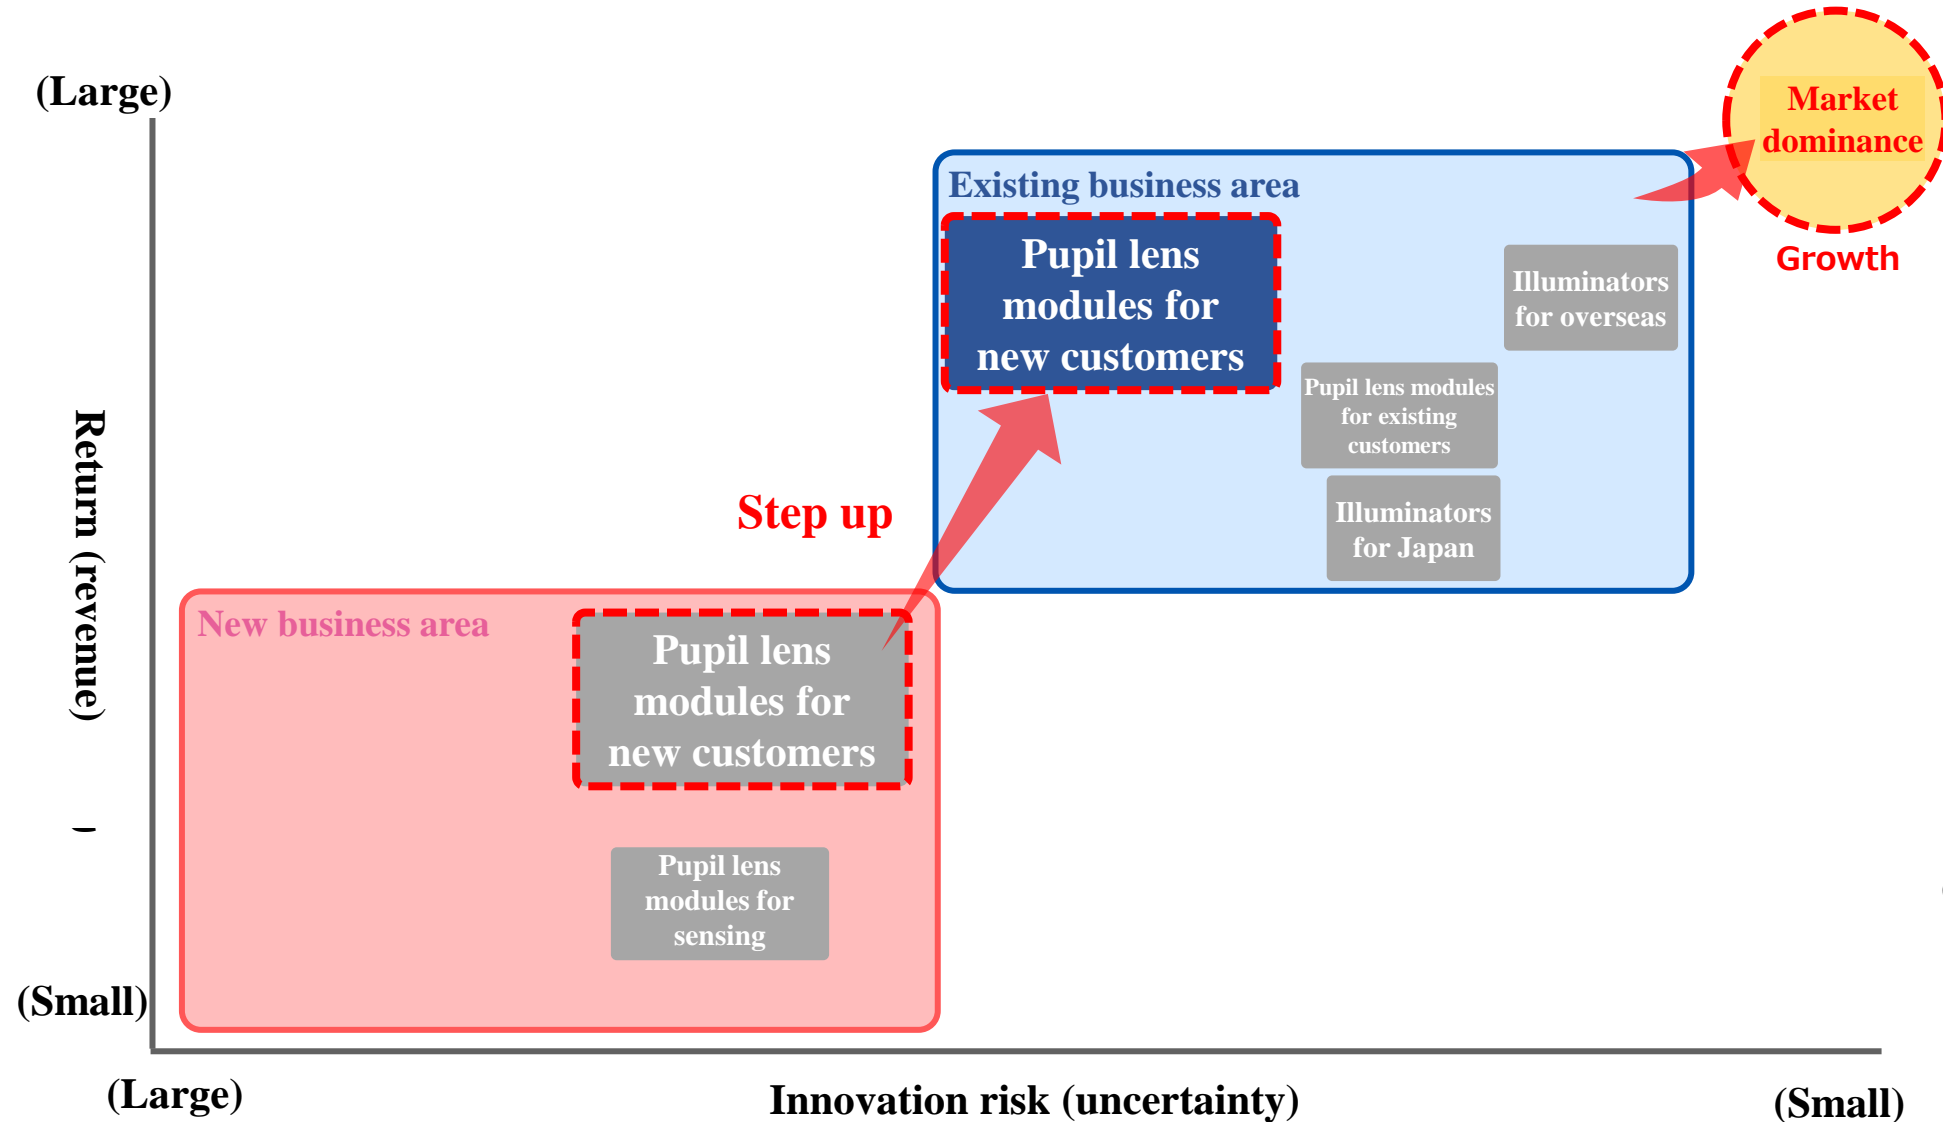 (Large)
Market
dominance
Growth
Existing business area
Pupil lens
modules for
new customers
Illuminators
for overseas
Pupil lens modules
for existing
customers
Illuminators
for Japan
Step up
Return (revenue)
New business area
Pupil lens
modules for
new customers
Pupil lens
modules for
sensing
(Small)
(Large)
Innovation risk (uncertainty)
(Small)